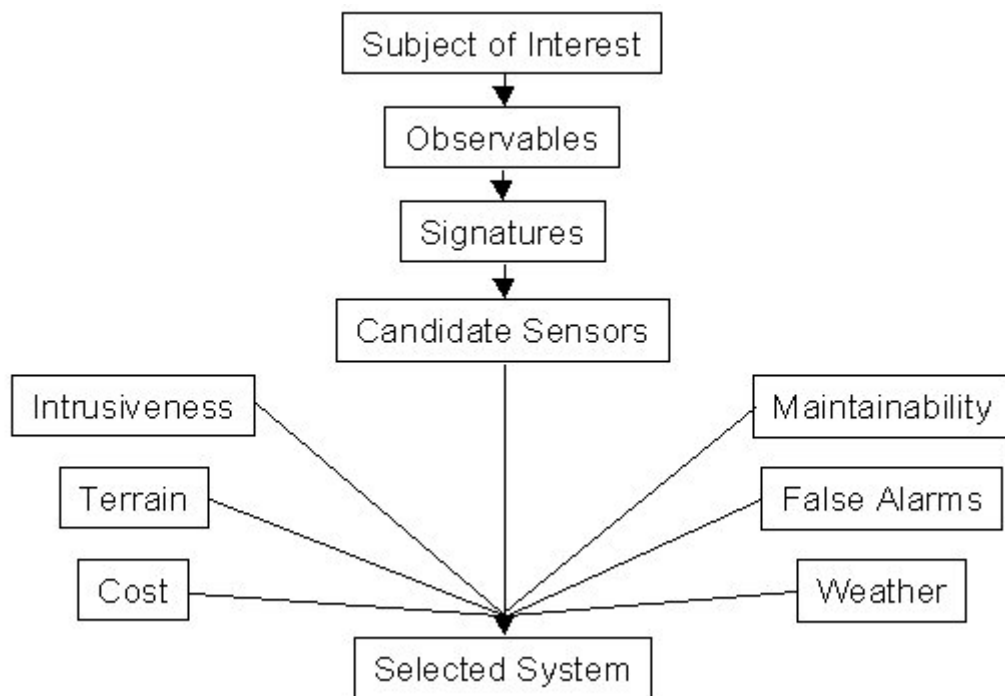 Subject of Interest
Observables
Signatures
Candidate Sensors
Intrusiveness
Maintainability
Terrain
False Alarms
Cost
Weather
Selected System